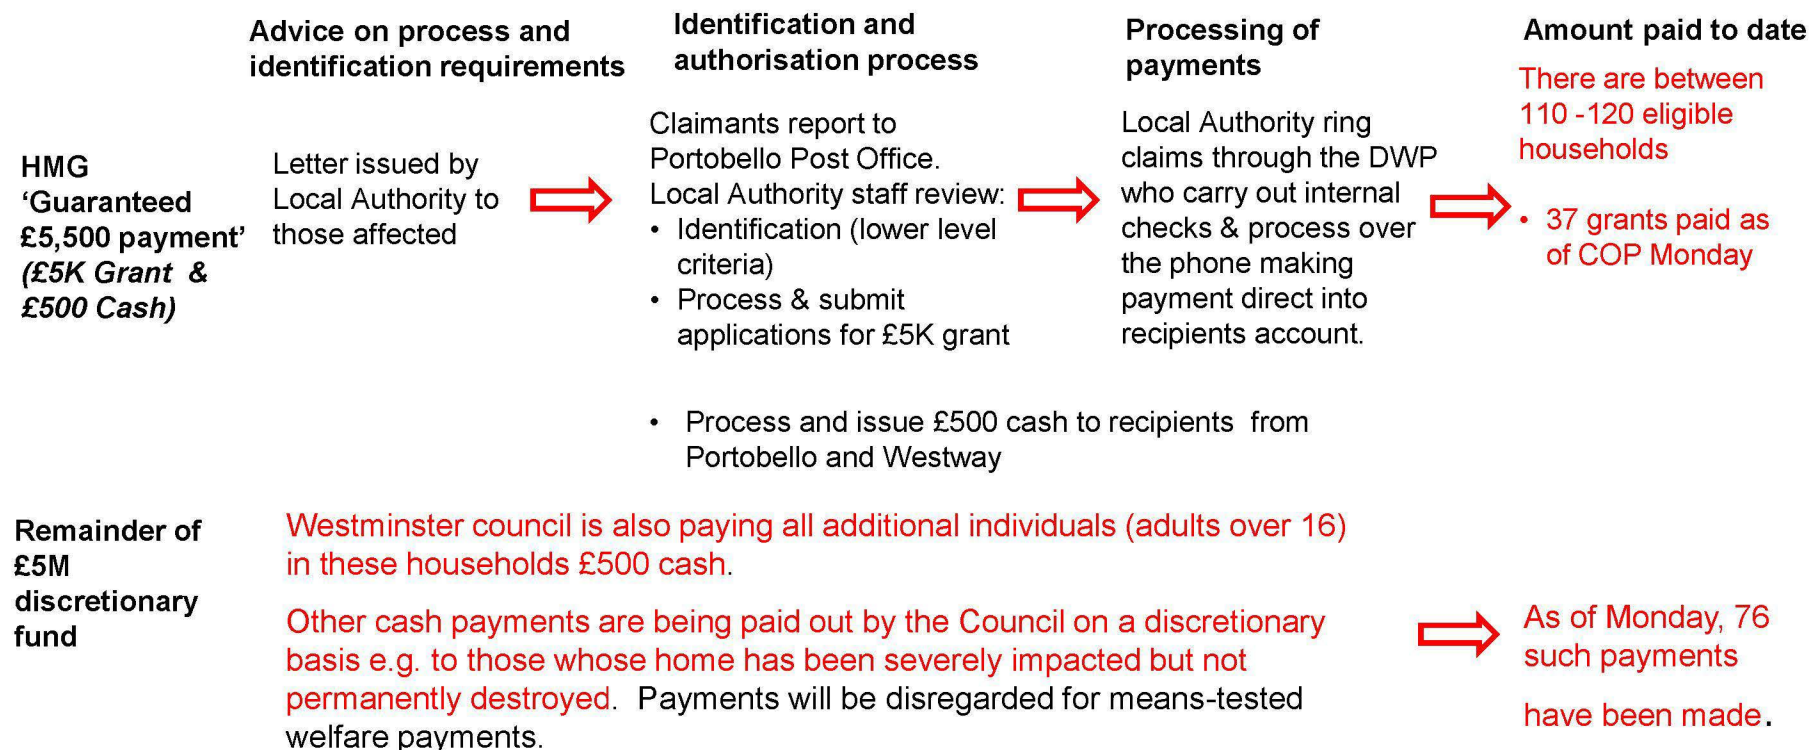 Advice on process and
identification requirements
Identification and
authorisation process
Processing of
payments
Amount paid to date
HMG
‘Guaranteed
£5,500 payment’
(£5K Grant &
£500 Cash)
Letter issued by
Local Authority to
those affected
Claimants report to
Portobello Post Office.
Local Authority staff review:
• Identification (lower level
criteria)
• Process & submit
applications for £5K grant
• Process and issue £500 cash to recipients from
Portobello and Westway
Local Authority ring
claims through the DWP
who carry out internal
checks & process over
the phone making
payment direct into
recipients account.
There are between
110 -120 eligible
households
• 37 grants paid as
of COP Monday
Remainder of
£5M
discretionary
fund
Westminster council is also paying all additional individuals (adults over 16)
in these households £500 cash.
Other cash payments are being paid out by the Council on a discretionary
basis e.g. to those whose home has been severely impacted but not
permanently destroyed. Payments will be disregarded for means-tested
welfare payments.
As of Monday, 76
such payments
have been made.